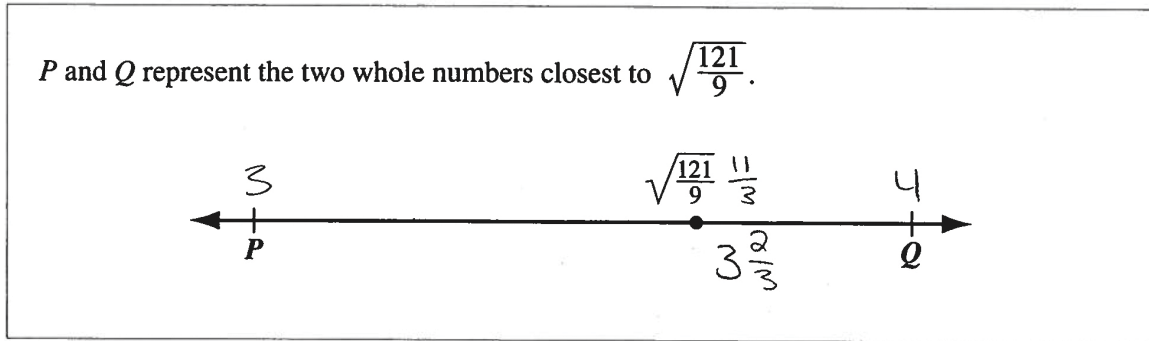 P and Q represent the two whole numbers closest to √(121/9).
3 √(121/9) 11/3 4
P 3 2/3 Q